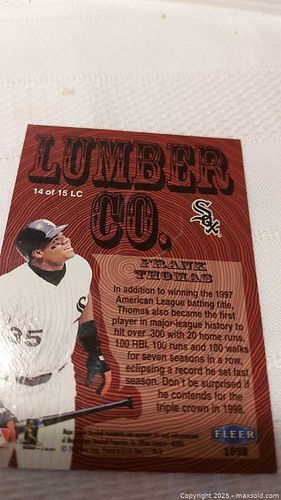 LUMBER
14 of 15 LC
CO.
Sox
FRANK
THOMAS
In addition to winning the 1997
American League batting title,
Thomas also became the first
player in major-league history to
hit over .300 with 20 home runs,
100 RBI, 100 runs and 100 walks
for seven seasons in a row,
eclipsing a record he set last
season. Don't be surprised if
he contends for the
triple crown in 1998.
35
FLEER
1998
Copyright 2025 - maxsold.com